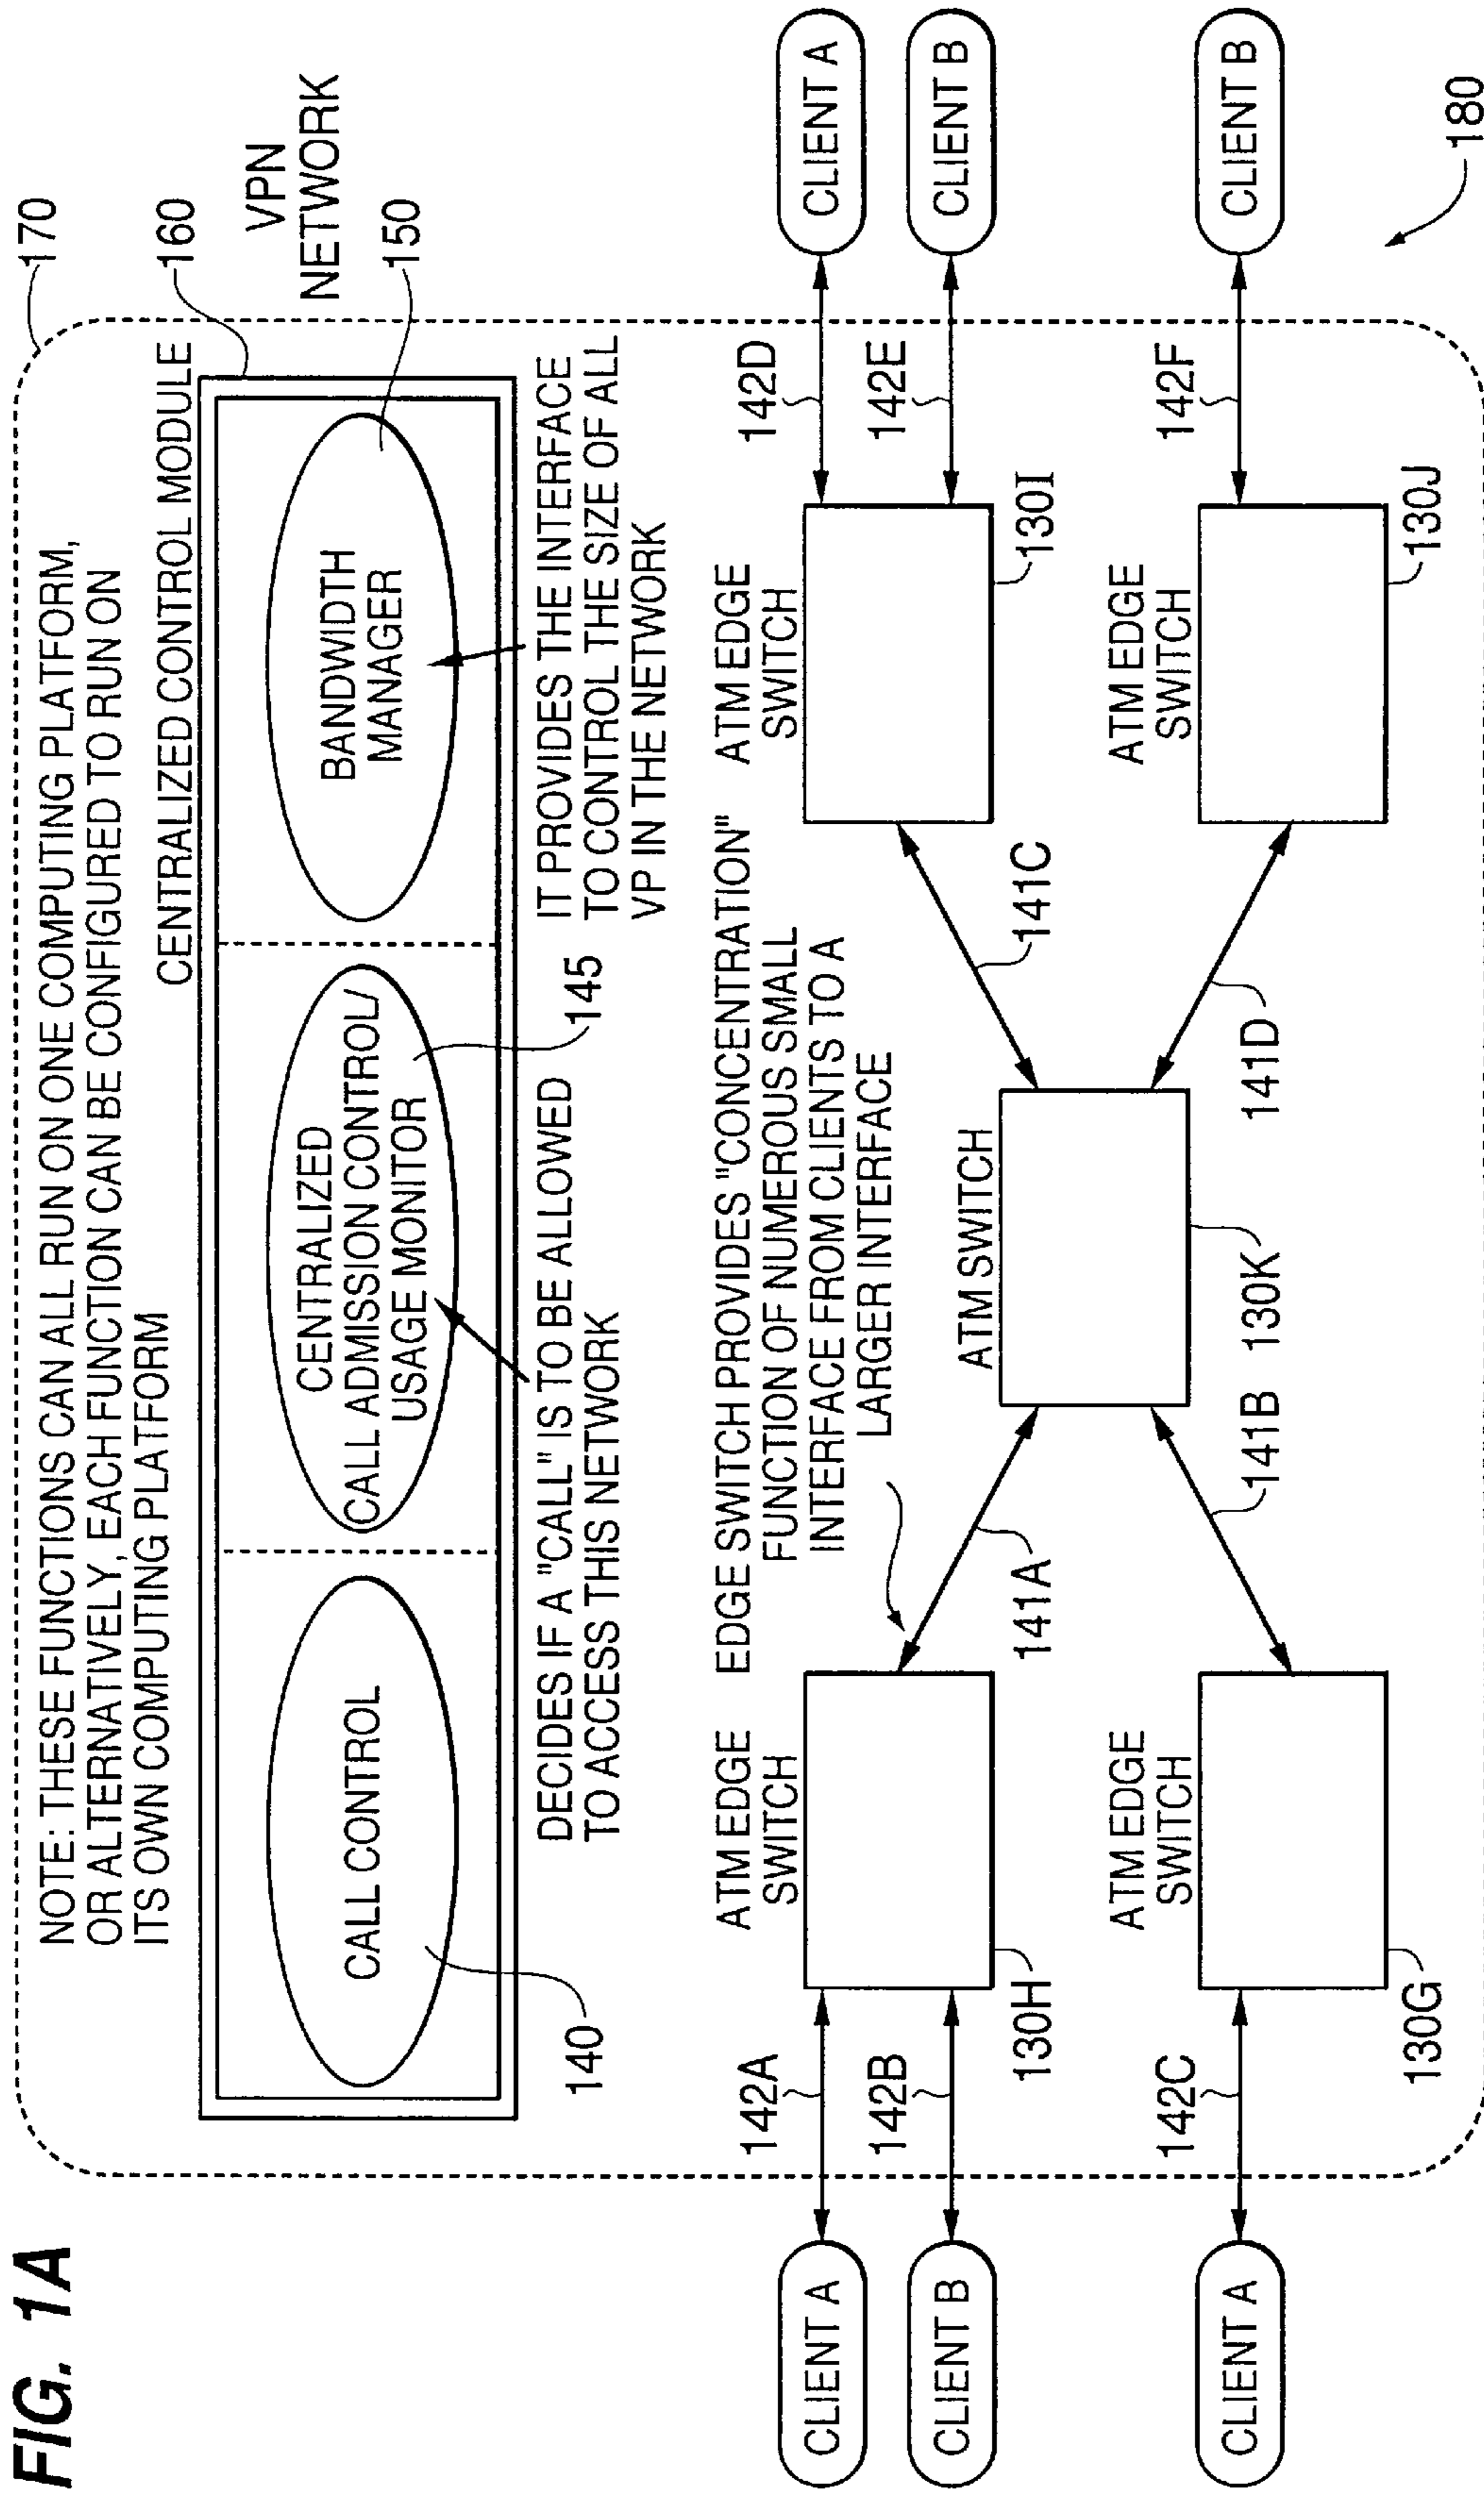 FIG. 1A
170
NOTE: THESE FUNCTIONS CAN ALL RUN ON ONE COMPUTING PLATFORM,
OR ALTERNATIVELY, EACH FUNCTION CAN BE CONFIGURED TO RUN ON
ITS OWN COMPUTING PLATFORM
CENTRALIZED CONTROL MODULE
160
VPN
NETWORK
150
CALL CONTROL
CENTRALIZED
CALL ADMISSION CONTROL/
USAGE MONITOR
BANDWIDTH
MANAGER
140
DECIDES IF A "CALL" IS TO BE ALLOWED
TO ACCESS THIS NETWORK
145
IT PROVIDES THE INTERFACE
TO CONTROL THE SIZE OF ALL
VP IN THE NETWORK
142A
ATM EDGE
SWITCH
EDGE SWITCH PROVIDES "CONCENTRATION"
FUNCTION OF NUMEROUS SMALL
INTERFACE FROM CLIENTS TO A
LARGER INTERFACE
ATM EDGE
SWITCH
142D
CLIENT A
CLIENT A
142B
142E
CLIENT B
CLIENT B
130H
141A
ATM SWITCH
141C
130I
142C
ATM EDGE
SWITCH
ATM EDGE
SWITCH
142F
CLIENT A
141B
130K
141D
CLIENT B
130G
130J
180